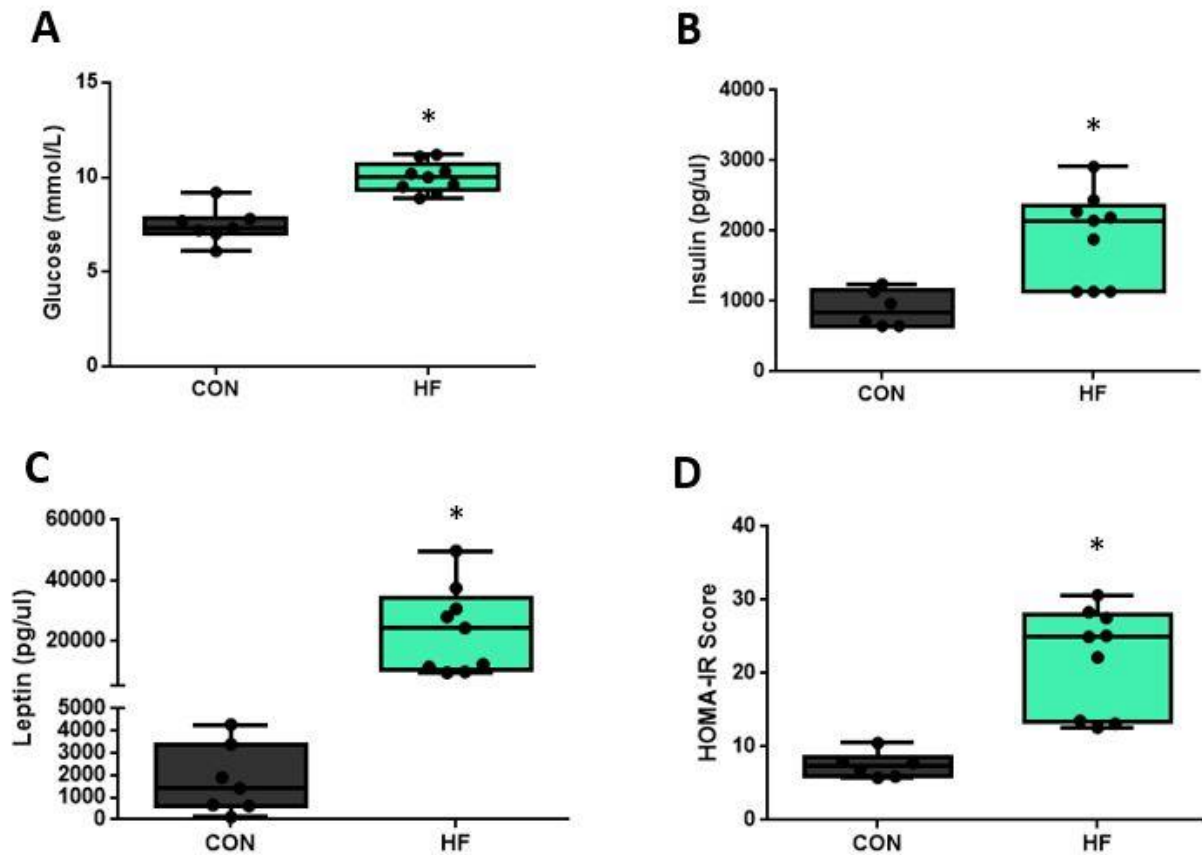 A
Glucose (mmol/L)
15
10
5
0
*
CON
HF
B
Insulin (pg/ul)
4000
3000
2000
1000
0
*
CON
HF
C
Leptin (pg/ul)
60000
40000
20000
5000
4000
3000
2000
1000
0
*
CON
HF
D
HOMA-IR Score
40
30
20
10
0
*
CON
HF